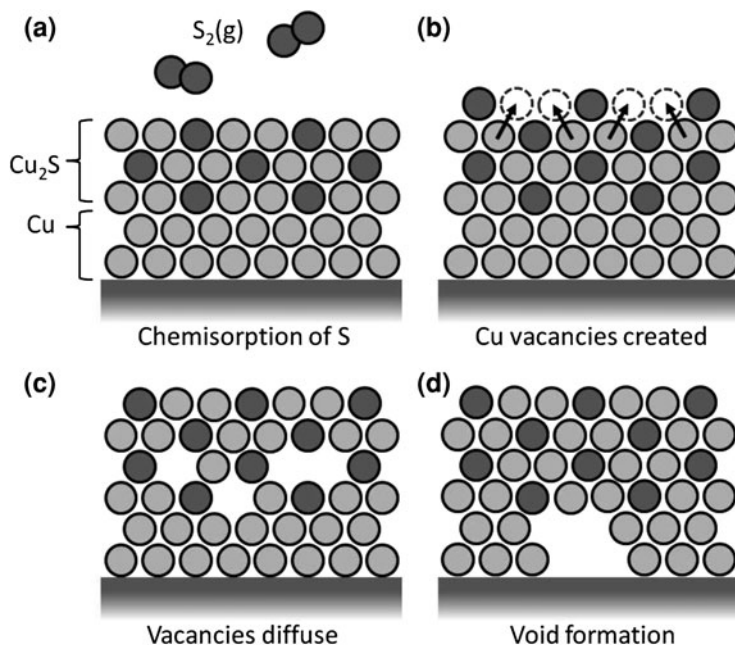 (a)
S₂(g)
(b)
Cu₂S
Cu
Chemisorption of S
Cu vacancies created
(c)
(d)
Vacancies diffuse
Void formation